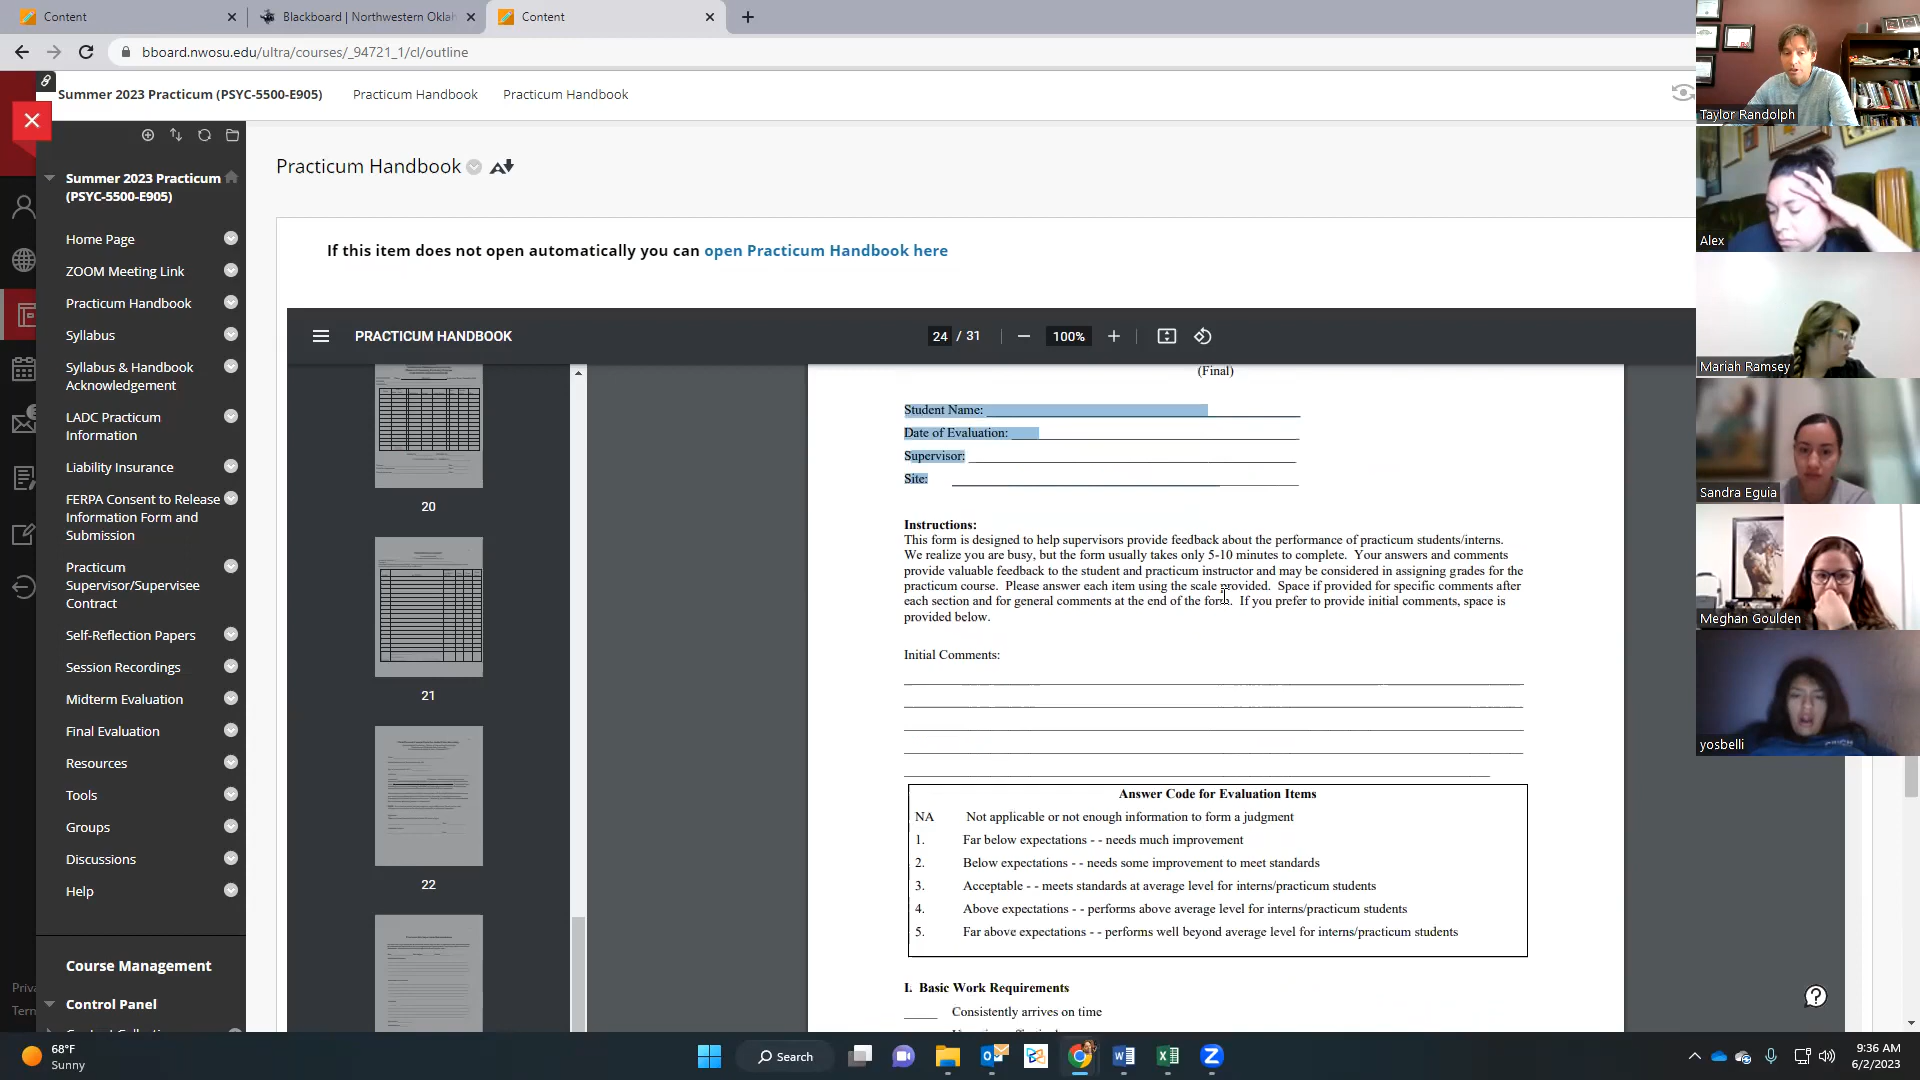 Content
Blackboard | Northwestern Oklah
Content
bboard.nwosu.edu/ultra/courses/_94721_1/cl/outline
Summer 2023 Practicum (PSYC-5500-E905)
Practicum Handbook
Practicum Handbook
Summer 2023 Practicum
(PSYC-5500-E905)
Home Page
ZOOM Meeting Link
Practicum Handbook
Syllabus
Syllabus & Handbook
Acknowledgement
LADC Practicum
Information
Liability Insurance
FERPA Consent to Release
Information Form and
Submission
Practicum
Supervisor/Supervisee
Contract
Self-Reflection Papers
Session Recordings
Midterm Evaluation
Final Evaluation
Resources
Tools
Groups
Discussions
Help
Course Management
Control Panel
Practicum Handbook
If this item does not open automatically you can open Practicum Handbook here
PRACTICUM HANDBOOK
24 / 31
100%
20
21
22
(Final)
Student Name:
Date of Evaluation:
Supervisor:
Site:
Instructions:
This form is designed to help supervisors provide feedback about the performance of practicum students/interns.
We realize you are busy, but the form usually takes only 5-10 minutes to complete. Your answers and comments
provide valuable feedback to the student and practicum instructor and may be considered in assigning grades for the
practicum course. Please answer each item using the scale provided. Space if provided for specific comments after
each section and for general comments at the end of the form. If you prefer to provide initial comments, space is
provided below.
Initial Comments:
Answer Code for Evaluation Items
NA Not applicable or not enough information to form a judgment
1. Far below expectations - - needs much improvement
2. Below expectations - - needs some improvement to meet standards
3. Acceptable - - meets standards at average level for interns/practicum students
4. Above expectations - - performs above average level for interns/practicum students
5. Far above expectations - - performs well beyond average level for interns/practicum students
I. Basic Work Requirements
Consistently arrives on time
Taylor Randolph
Alex
Mariah Ramsey
Sandra Eguia
Meghan Goulden
yosbelli
68°F
Sunny
Search
9:36 AM
6/2/2023